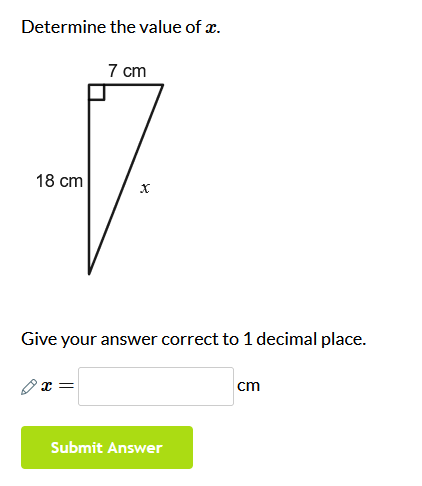 Determine the value of x.
7 cm
18 cm
x
Give your answer correct to 1 decimal place.
x = cm
Submit Answer